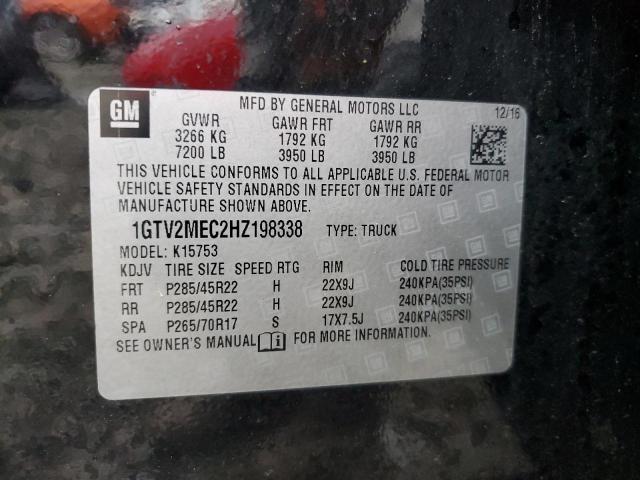 GM
MFD BY GENERAL MOTORS LLC
12/16
GVWR GAWR FRT GAWR RR
3266 KG 1792 KG 1792 KG
7200 LB 3950 LB 3950 LB
THIS VEHICLE CONFORMS TO ALL APPLICABLE U.S. FEDERAL MOTOR
VEHICLE SAFETY STANDARDS IN EFFECT ON THE DATE OF
MANUFACTURE SHOWN ABOVE.
1GTV2MEC2HZ198338 TYPE: TRUCK
MODEL: K15753
KDJV TIRE SIZE SPEED RTG RIM COLD TIRE PRESSURE
FRT P285/45R22 H 22X9J 240KPA(35PSI)
RR P285/45R22 H 22X9J 240KPA(35PSI)
SPA P265/70R17 S 17X7.5J 240KPA(35PSI)
SEE OWNER'S MANUAL FOR MORE INFORMATION.